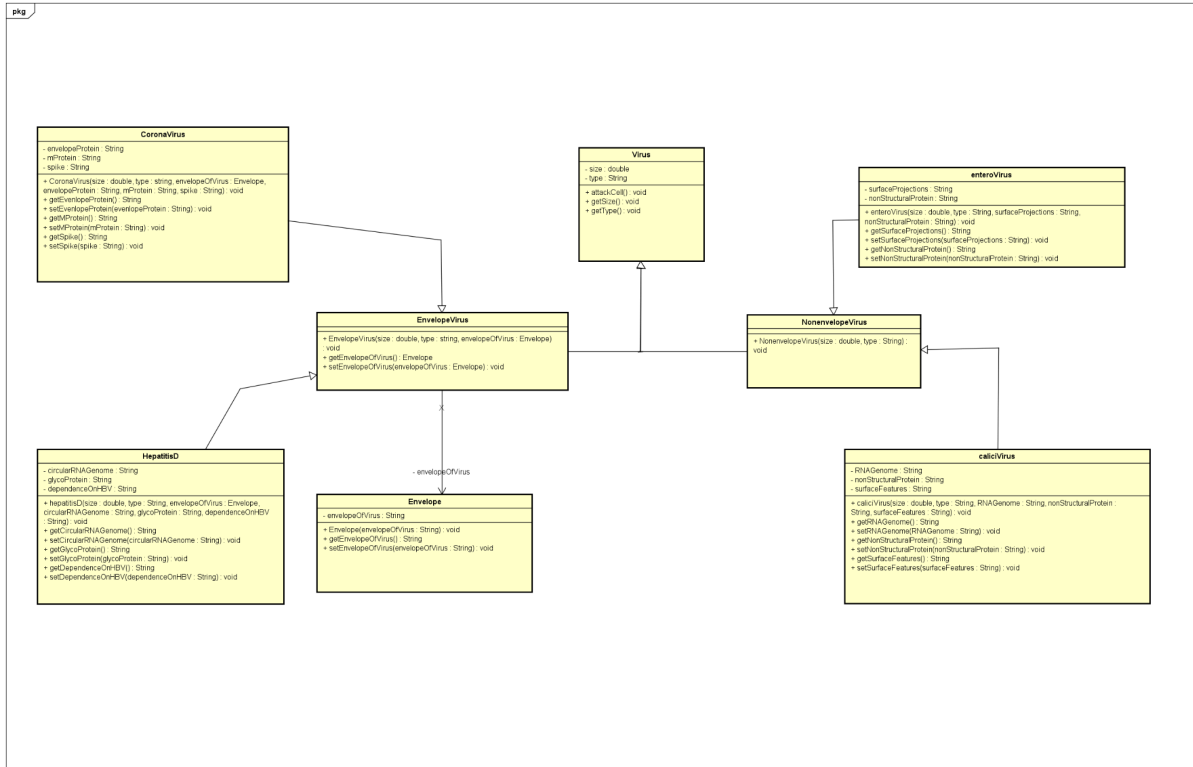 pkg
CoronaVirus
- envelopeProtein : String
- mProtein : String
- spike : String
+ CoronaVirus(size : double, type : string, envelopeOfVirus : Envelope,
envelopeProtein : String, mProtein : String, spike : String) : void
+ getEvenlopeProtein() : String
+ setEvenlopeProtein(evenlopeProtein : String) : void
+ getMProtein() : String
+ setMProtein(mProtein : String) : void
+ getSpike() : String
+ setSpike(spike : String) : void
Virus
- size : double
- type : String
+ attackCell() : void
+ getSize() : void
+ getType() : void
enteroVirus
- surfaceProjections : String
- nonStructuralProtein : String
+ enteroVirus(size : double, type : String, surfaceProjections : String,
nonStructuralProtein : String) : void
+ getSurfaceProjections() : String
+ setSurfaceProjections(surfaceProjections : String) : void
+ getNonStructuralProtein() : String
+ setNonStructuralProtein(nonStructuralProtein : String) : void
EnvelopeVirus
+ EnvelopeVirus(size : double, type : string, envelopeOfVirus : Envelope)
: void
+ getEnvelopeOfVirus() : Envelope
+ setEnvelopeOfVirus(envelopeOfVirus : Envelope) : void
NonenvelopeVirus
+ NonenvelopeVirus(size : double, type : String) :
void
HepatitisD
- circularRNAGenome : String
- glycoProtein : String
- dependenceOnHBV : String
+ hepatitisD(size : double, type : String, envelopeOfVirus : Envelope,
circularRNAGenome : String, glycoProtein : String, dependenceOnHBV
: String) : void
+ getCircularRNAGenome() : String
+ setCircularRNAGenome(circularRNAGenome : String) : void
+ getGlycoProtein() : String
+ setGlycoProtein(glycoProtein : String) : void
+ getDependenceOnHBV() : String
+ setDependenceOnHBV(dependenceOnHBV : String) : void
- envelopeOfVirus
Envelope
- envelopeOfVirus : String
+ Envelope(envelopeOfVirus : String) : void
+ getEnvelopeOfVirus() : String
+ setEnvelopeOfVirus(envelopeOfVirus : String) : void
caliciVirus
- RNAGenome : String
- nonStructuralProtein : String
- surfaceFeatures : String
+ caliciVirus(size : double, type : String, RNAGenome : String, nonStructuralProtein :
String, surfaceFeatures : String) : void
+ getRNAGenome() : String
+ setRNAGenome(RNAGenome : String) : void
+ getNonStructuralProtein() : String
+ setNonStructuralProtein(nonStructuralProtein : String) : void
+ getSurfaceFeatures() : String
+ setSurfaceFeatures(surfaceFeatures : String) : void